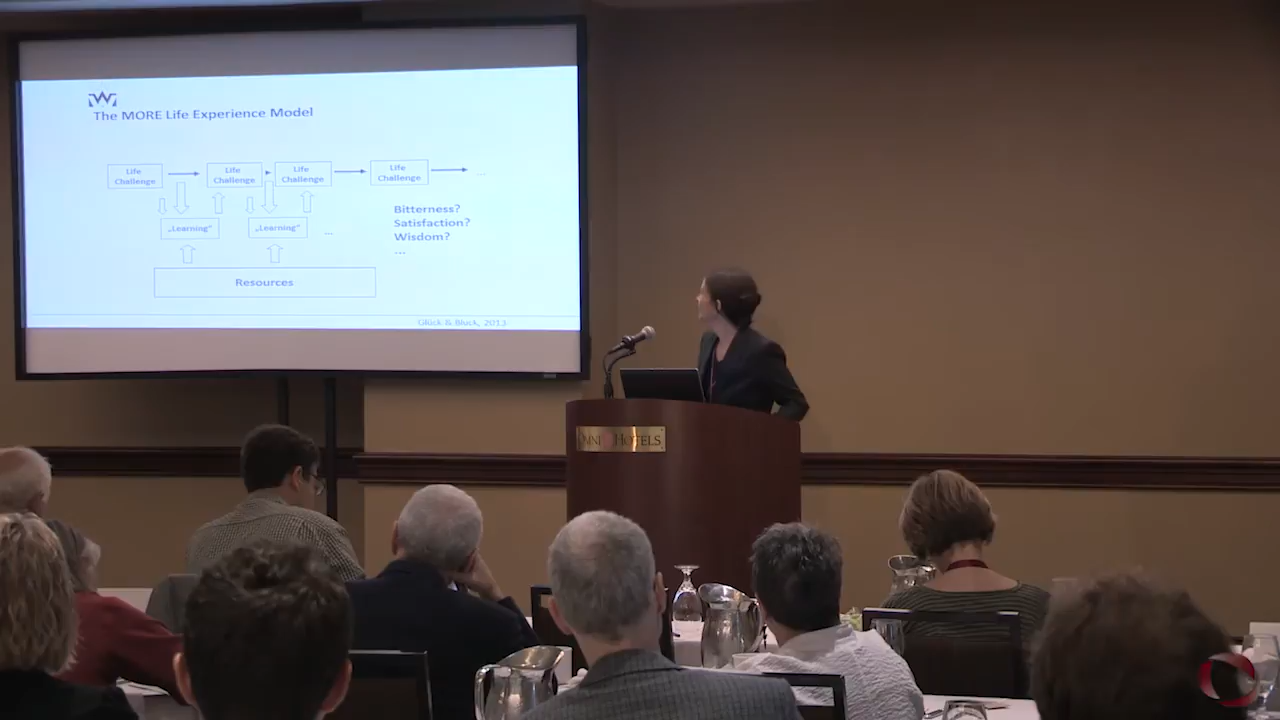 The MORE Life Experience Model
Life
Challenge
Life
Challenge
Life
Challenge
Life
Challenge
...
"Learning"
"Learning"
...
Bitterness?
Satisfaction?
Wisdom?
...
Resources
Glück & Bluck, 2013
OMNI HOTELS